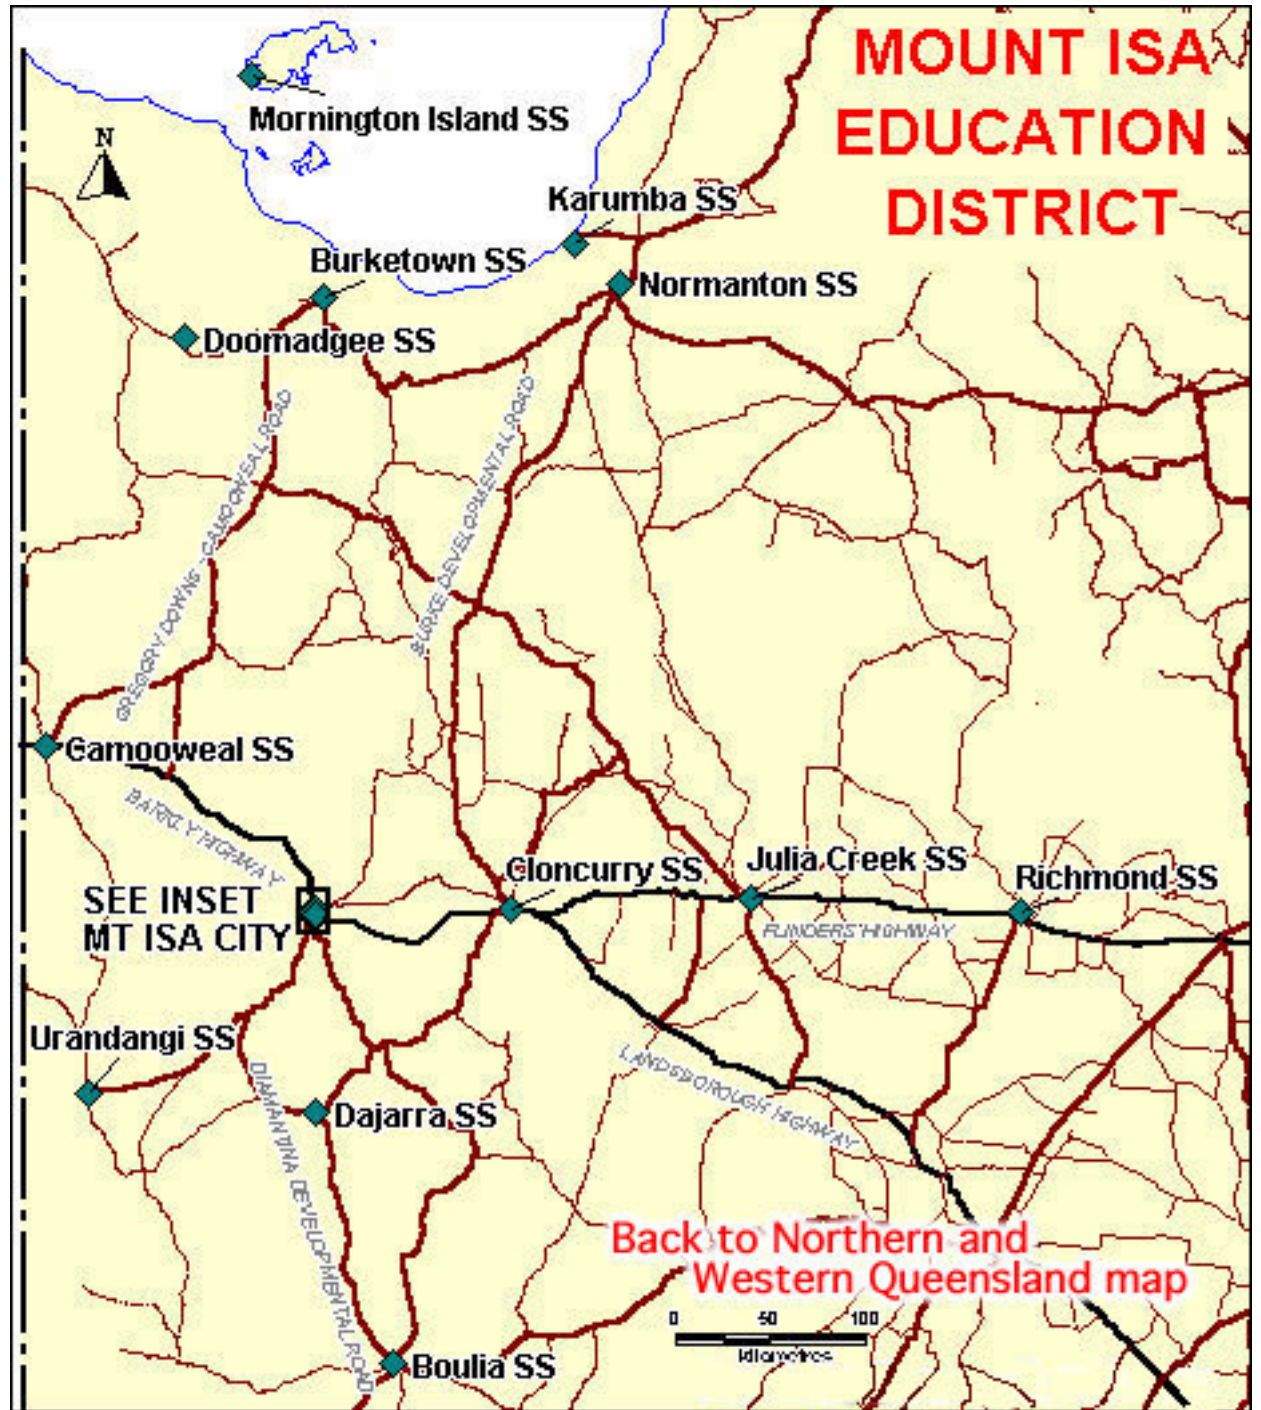 MOUNT ISA
EDUCATION
DISTRICT
Mornington Island SS
N
Karumba SS
Burketown SS
Normanton SS
Doomadgee SS
GREGORY DOWNS - CAMOOWEAL ROAD
BURKE DEVELOPMENTAL ROAD
Camooweal SS
BARKLY HIGHWAY
Cloncurry SS
Julia Creek SS
Richmond SS
SEE INSET
MT ISA CITY
FLINDERS HIGHWAY
Urandangi SS
LANDSBOROUGH HIGHWAY
DIAMANTINA DEVELOPMENTAL ROAD
Dajarra SS
Back to Northern and
Western Queensland map
0 50 100
kilometres
Boulia SS